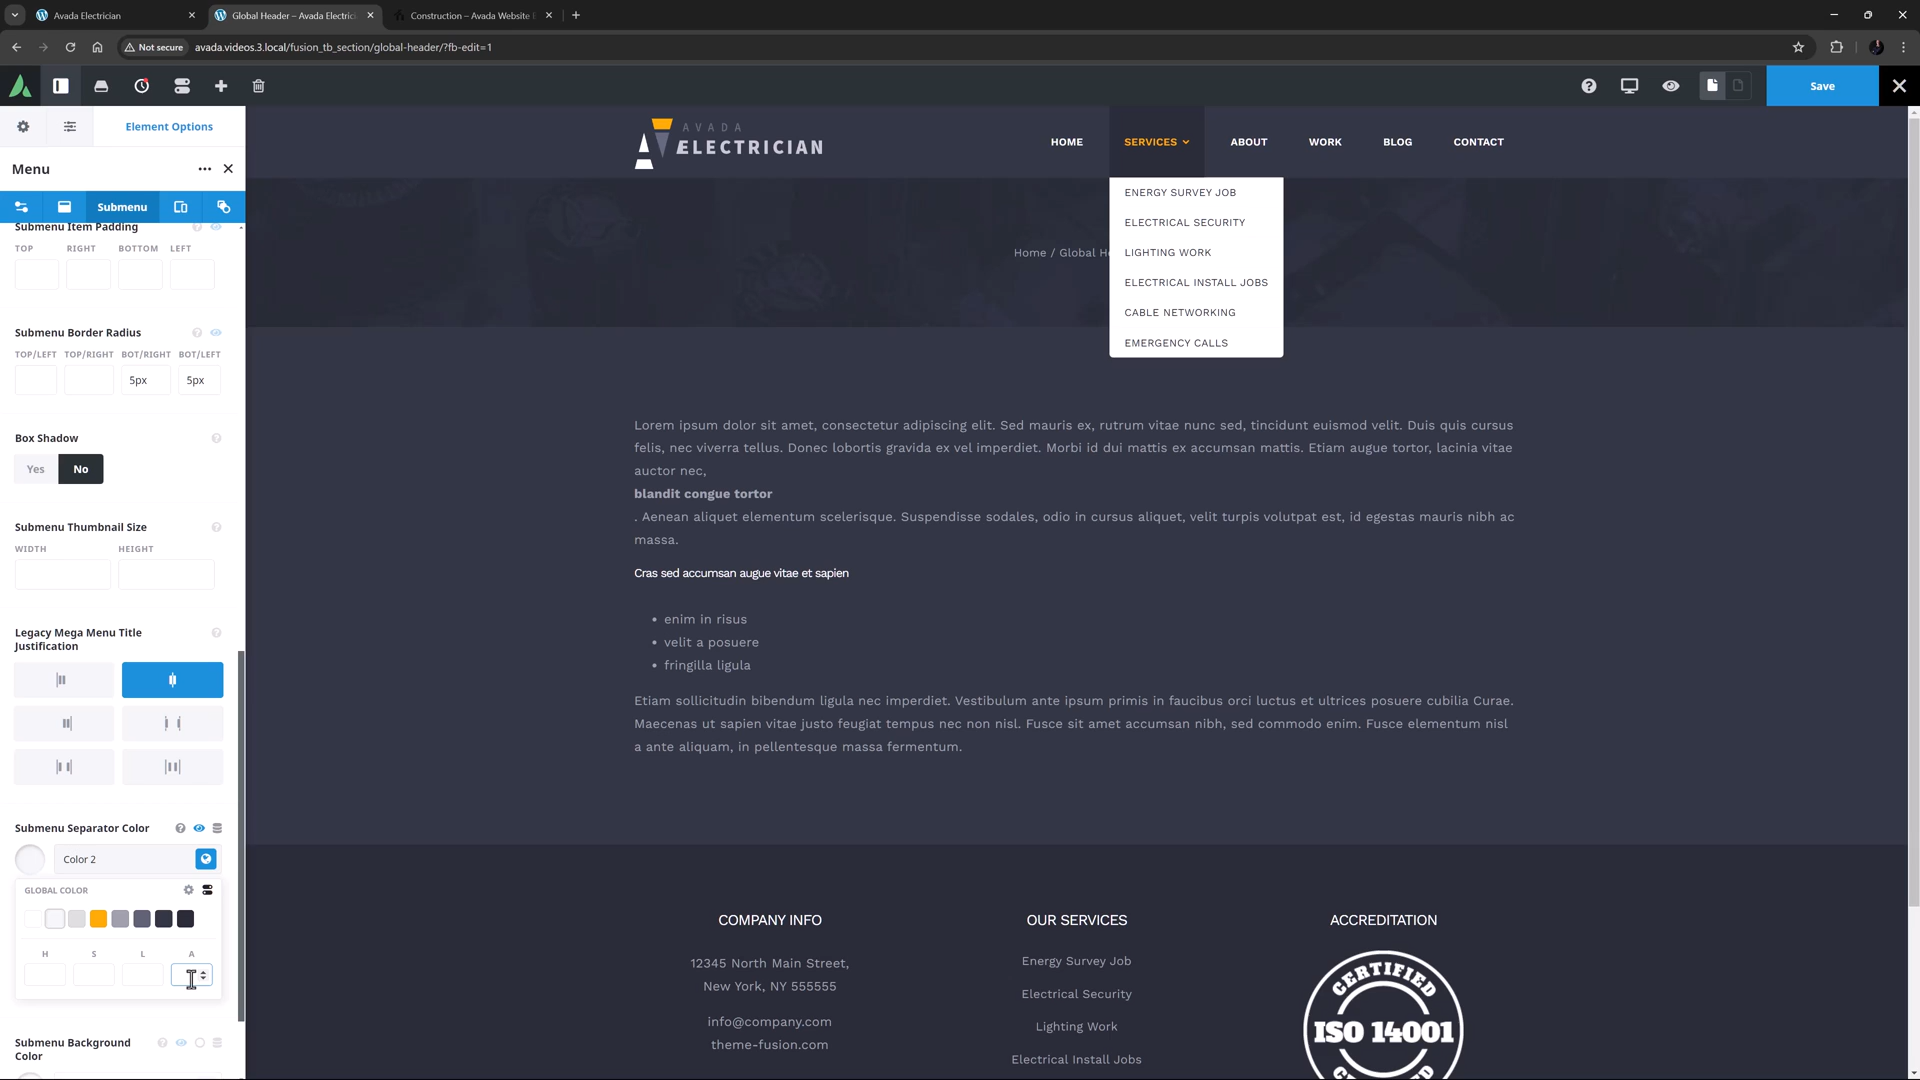 Avada Electrician
Global Header – Avada Electric
Construction – Avada Website
Not secure
avada.videos.3.local/fusion_tb_section/global-header/?fb-edit=1
Save
Element Options
Menu
Submenu
Submenu Item Padding
TOP RIGHT BOTTOM LEFT
Submenu Border Radius
TOP/LEFT TOP/RIGHT BOT/RIGHT BOT/LEFT
5px 5px
Box Shadow
Yes No
Submenu Thumbnail Size
WIDTH HEIGHT
Legacy Mega Menu Title
Justification
Submenu Separator Color
Color 2
GLOBAL COLOR
H S L A
Submenu Background
Color
AVADA
ELECTRICIAN
HOME SERVICES ABOUT WORK BLOG CONTACT
ENERGY SURVEY JOB
ELECTRICAL SECURITY
LIGHTING WORK
ELECTRICAL INSTALL JOBS
CABLE NETWORKING
EMERGENCY CALLS
Home / Global He
Lorem ipsum dolor sit amet, consectetur adipiscing elit. Sed mauris ex, rutrum vitae nunc sed, tincidunt euismod velit. Duis quis cursus
felis, nec viverra tellus. Donec lobortis gravida ex vel imperdiet. Morbi id dui mattis ex accumsan mattis. Etiam augue tortor, lacinia vitae
auctor nec,
blandit congue tortor
. Aenean aliquet elementum scelerisque. Suspendisse sodales, odio in cursus aliquet, velit turpis volutpat est, id egestas mauris nibh ac
massa.
Cras sed accumsan augue vitae et sapien
• enim in risus
• velit a posuere
• fringilla ligula
Etiam sollicitudin bibendum ligula nec imperdiet. Vestibulum ante ipsum primis in faucibus orci luctus et ultrices posuere cubilia Curae.
Maecenas ut sapien vitae justo feugiat tempus nec non nisl. Fusce sit amet accumsan nibh, sed commodo enim. Fusce elementum nisl
a ante aliquam, in pellentesque massa fermentum.
COMPANY INFO
12345 North Main Street,
New York, NY 555555
info@company.com
theme-fusion.com
OUR SERVICES
Energy Survey Job
Electrical Security
Lighting Work
Electrical Install Jobs
ACCREDITATION
CERTIFIED
ISO 14001